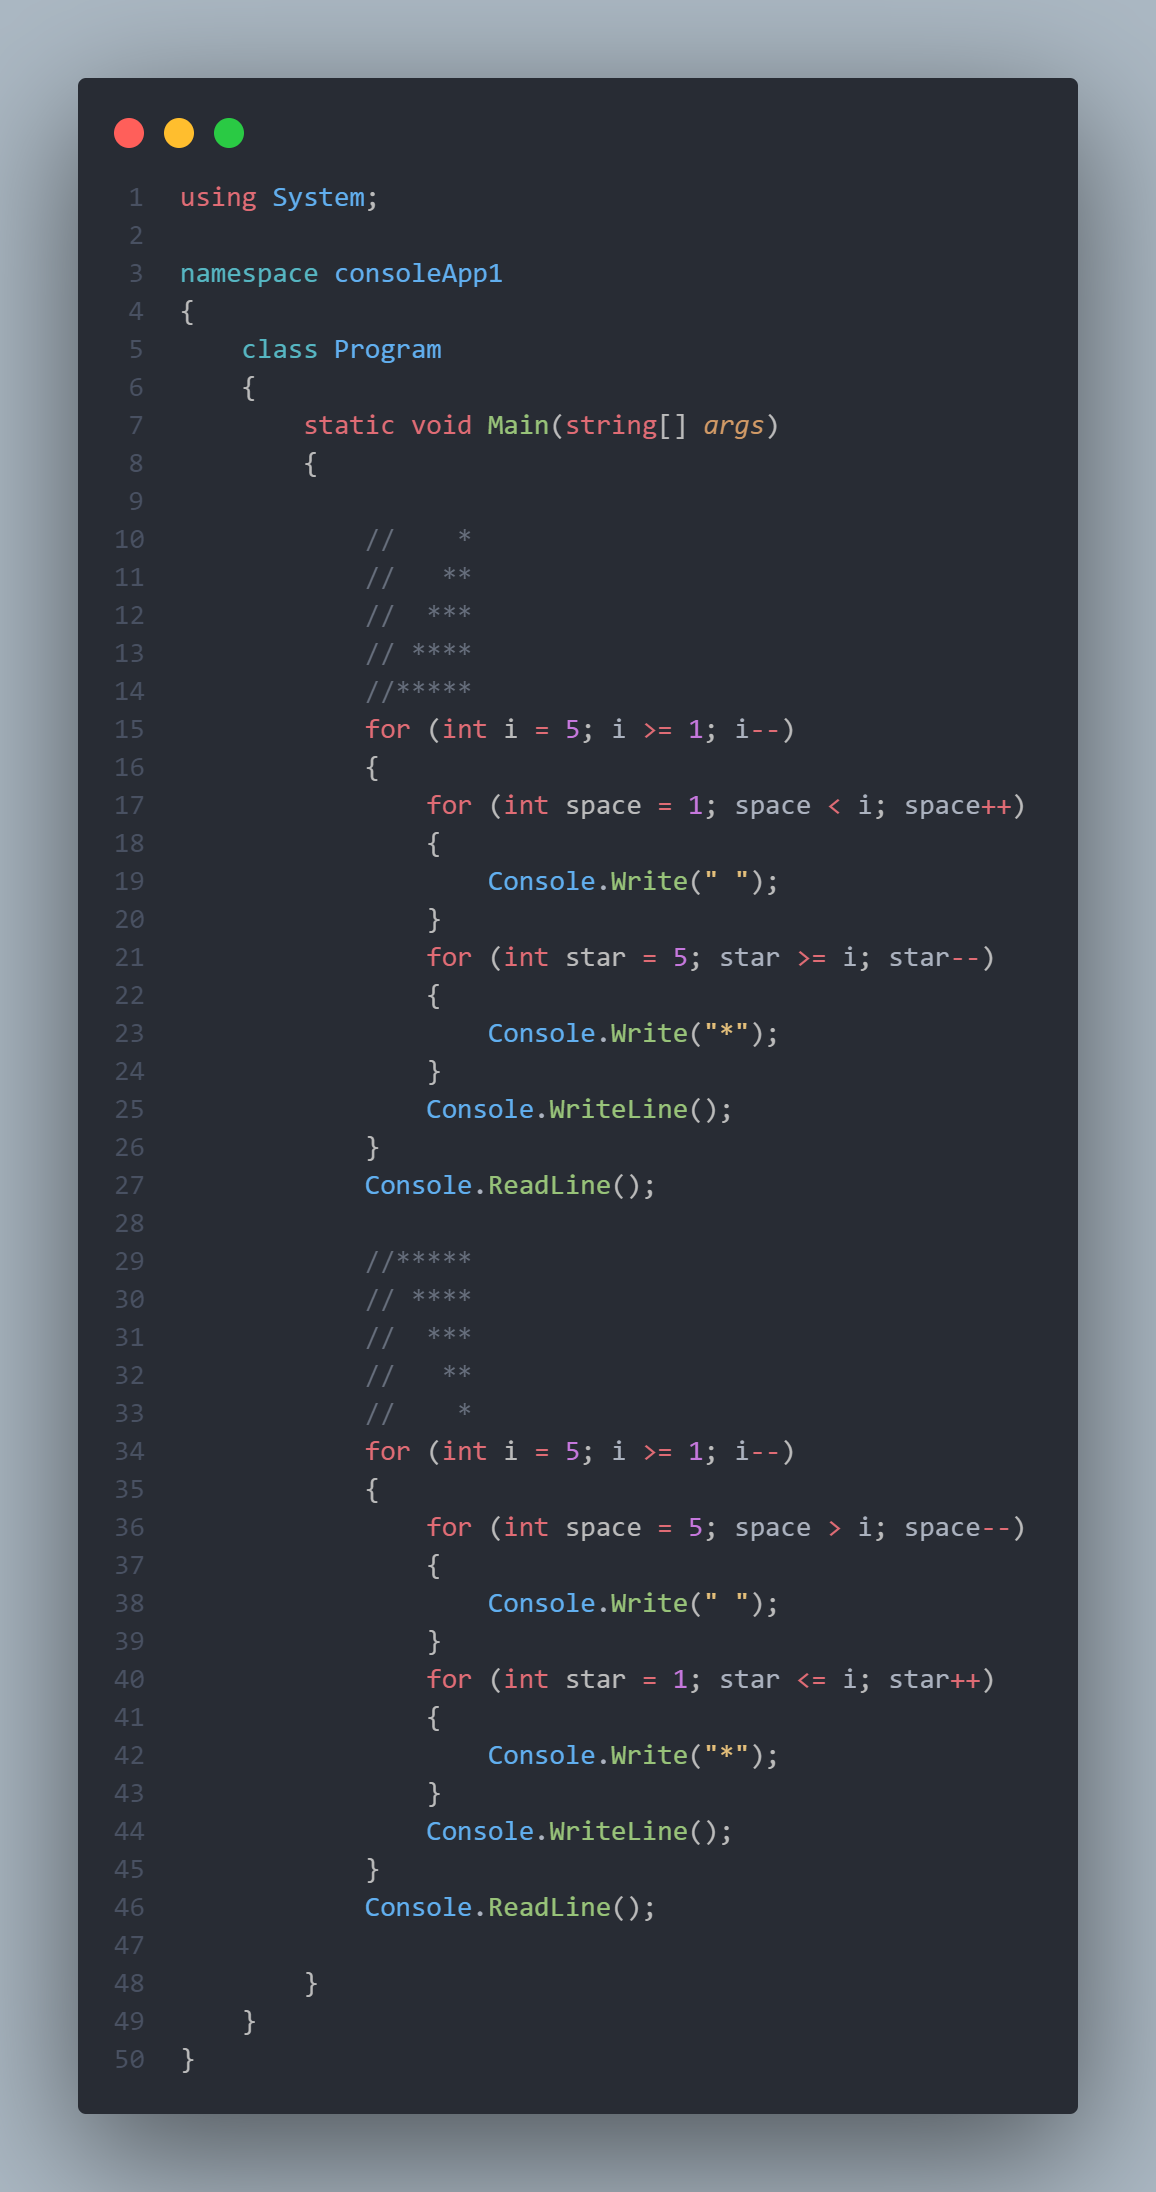 1 using System;
2
3 namespace consoleApp1
4 {
5     class Program
6     {
7         static void Main(string[] args)
8         {
9
10             //    *
11             //   **
12             //  ***
13             // ****
14             //*****
15             for (int i = 5; i >= 1; i--)
16             {
17                 for (int space = 1; space < i; space++)
18                 {
19                     Console.Write(" ");
20                 }
21                 for (int star = 5; star >= i; star--)
22                 {
23                     Console.Write("*");
24                 }
25                 Console.WriteLine();
26             }
27             Console.ReadLine();
28
29             //*****
30             // ****
31             //  ***
32             //   **
33             //    *
34             for (int i = 5; i >= 1; i--)
35             {
36                 for (int space = 5; space > i; space--)
37                 {
38                     Console.Write(" ");
39                 }
40                 for (int star = 1; star <= i; star++)
41                 {
42                     Console.Write("*");
43                 }
44                 Console.WriteLine();
45             }
46             Console.ReadLine();
47
48         }
49     }
50 }